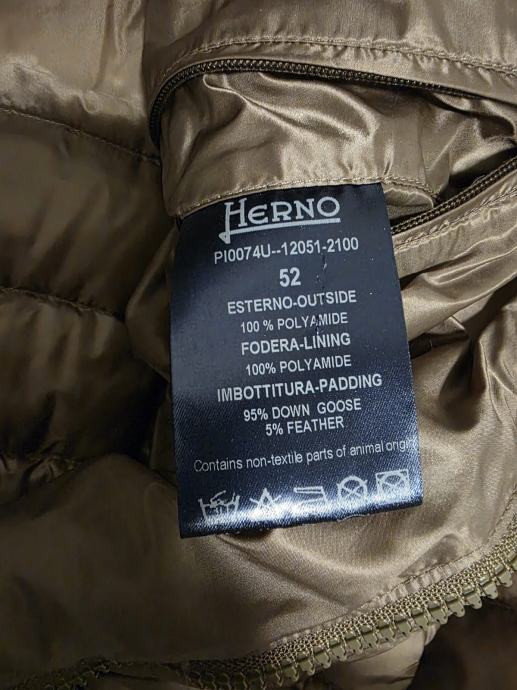 HERNO
PI0074U--12051-2100
52
ESTERNO-OUTSIDE
100 % POLYAMIDE
FODERA-LINING
100% POLYAMIDE
IMBOTTITURA-PADDING
95% DOWN GOOSE
5% FEATHER
Contains non-textile parts of animal origin